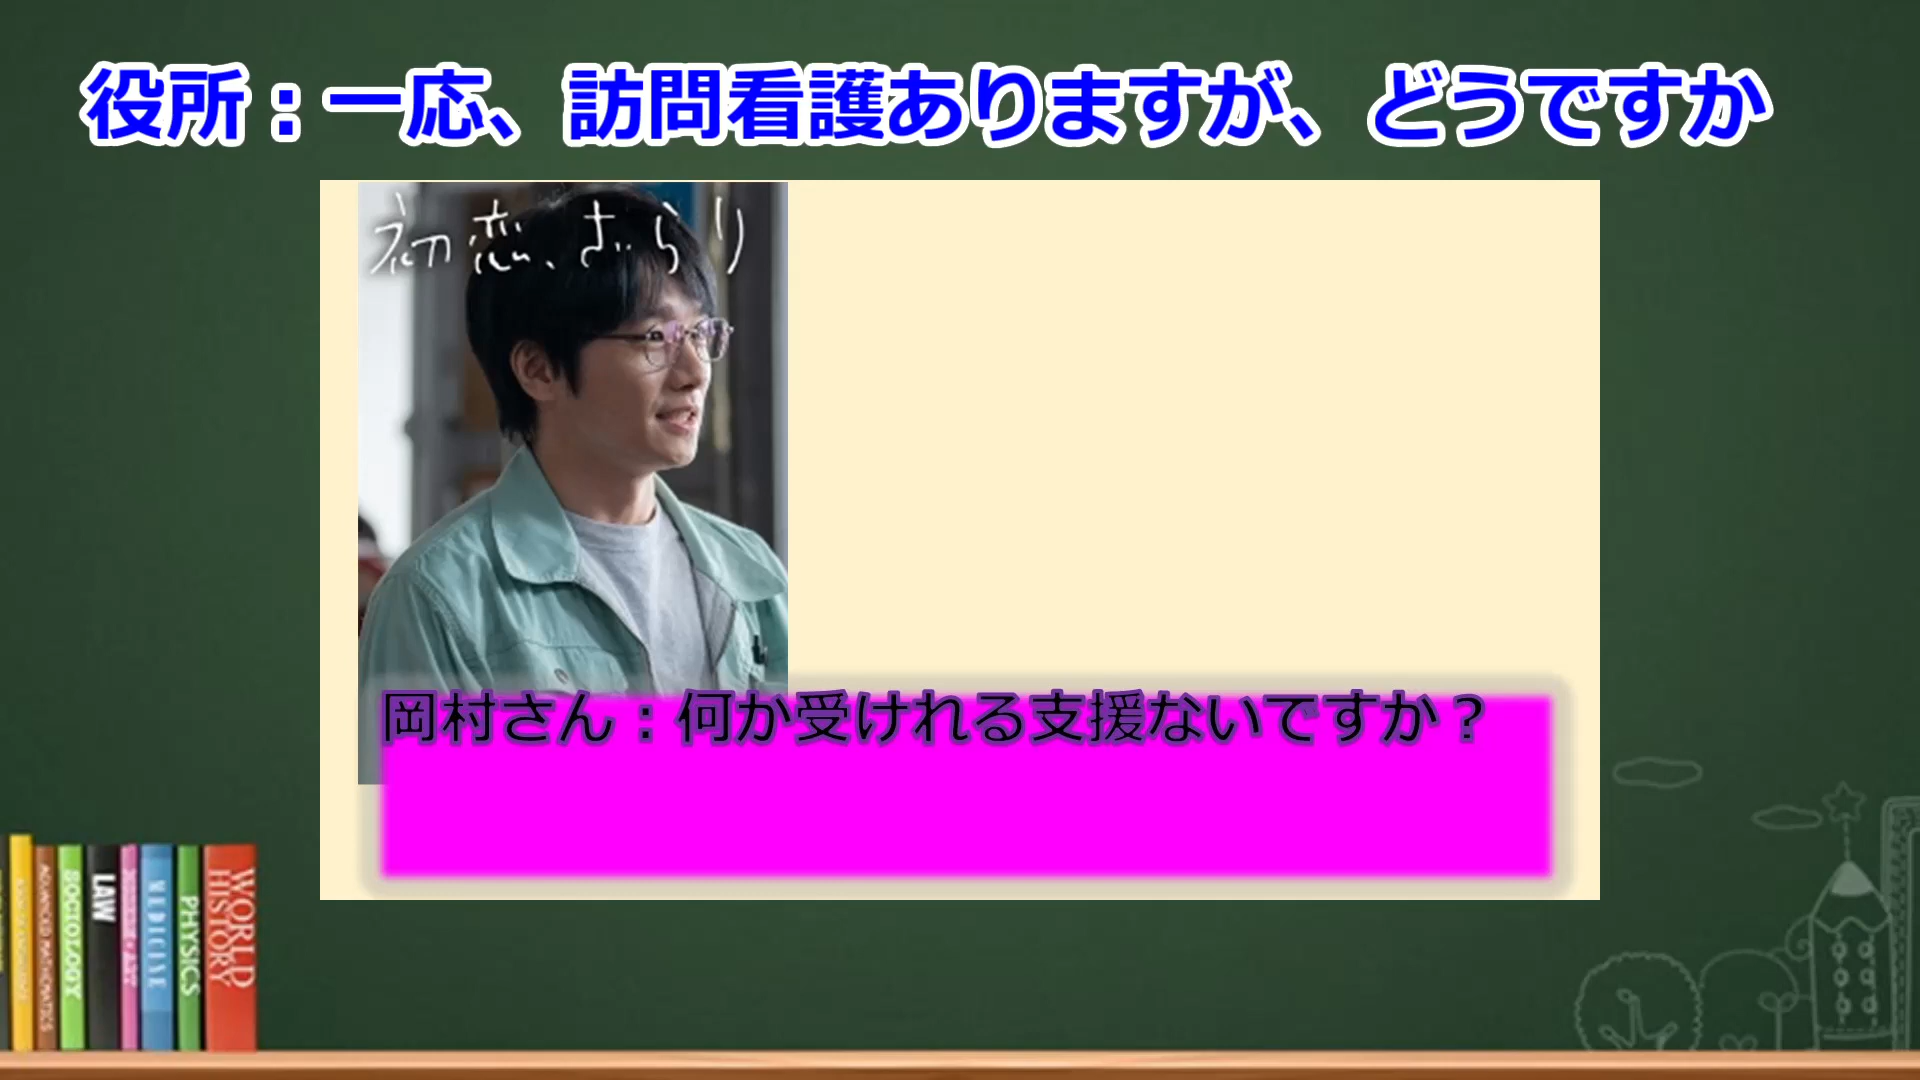 役所：一応、訪問看護ありますが、どうですか
初恋、ざらり
岡村さん：何か受けれる支援ないですか？
SOCIOLOGY
LAW
MEDICINE
PHYSICS
WORLD HISTORY